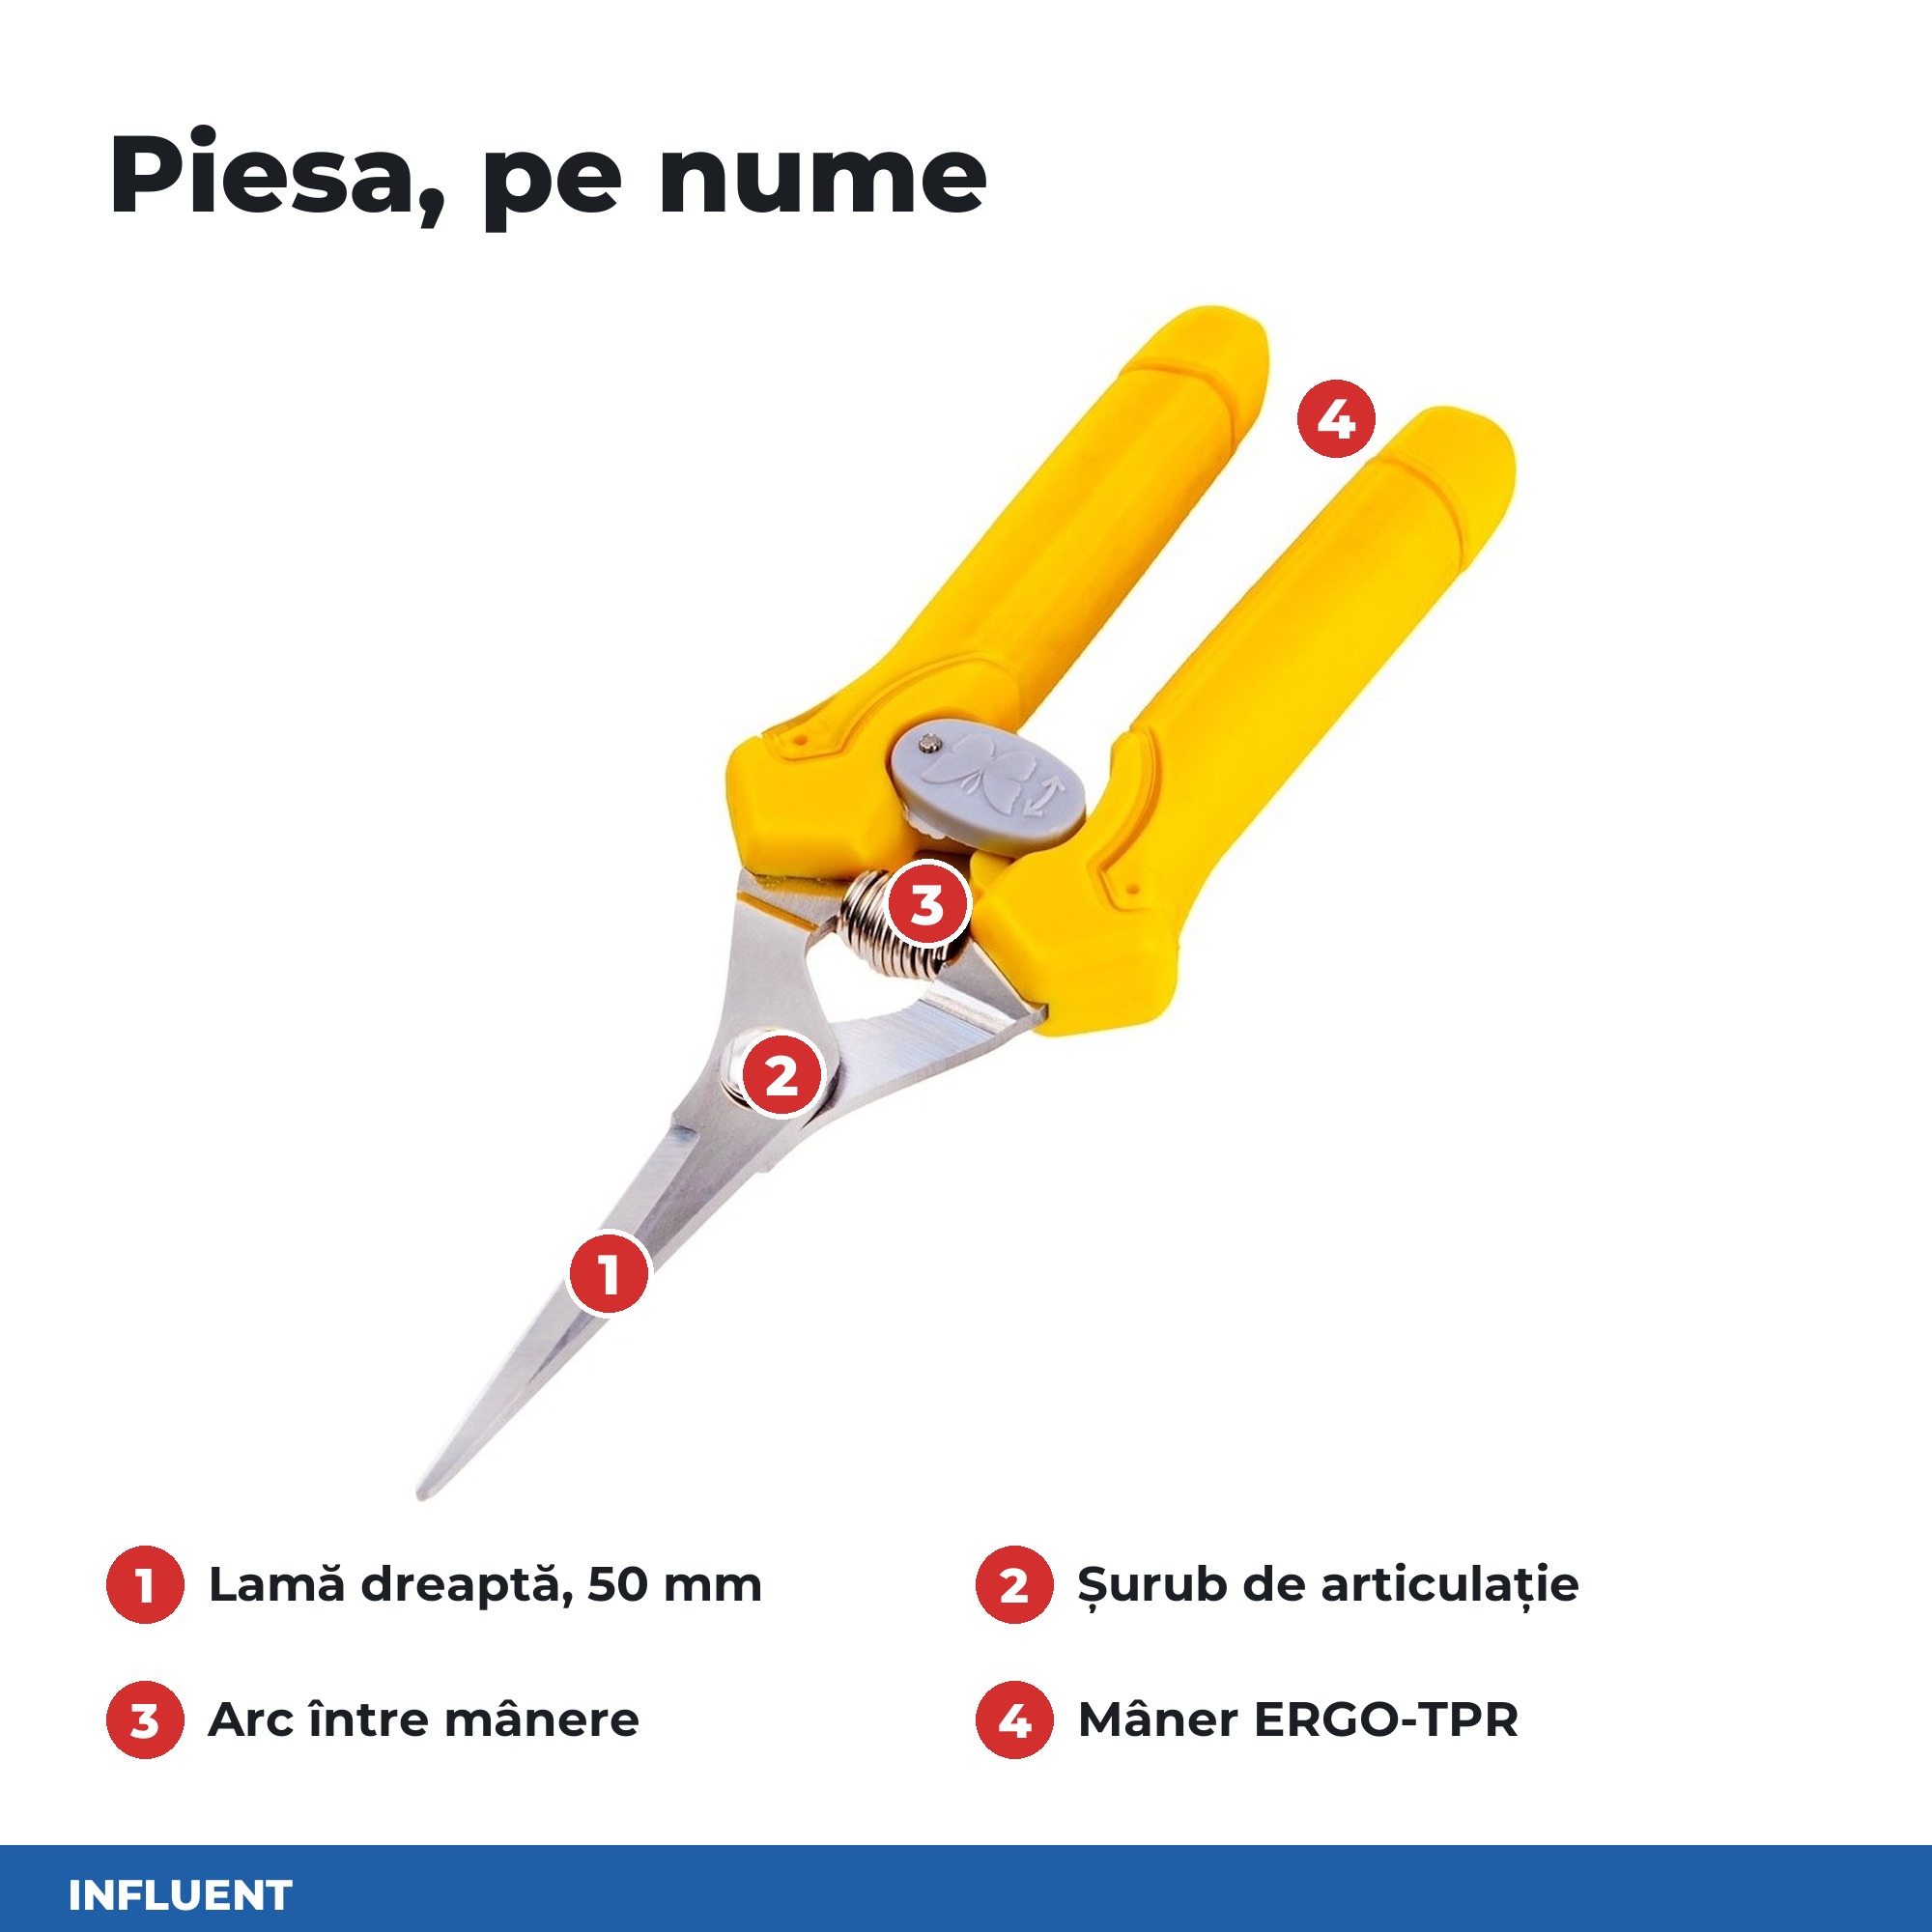 Piesa, pe nume
4
3
2
1
1 Lamă dreaptă, 50 mm
2 Șurub de articulație
3 Arc între mânere
4 Mâner ERGO-TPR
INFLUENT